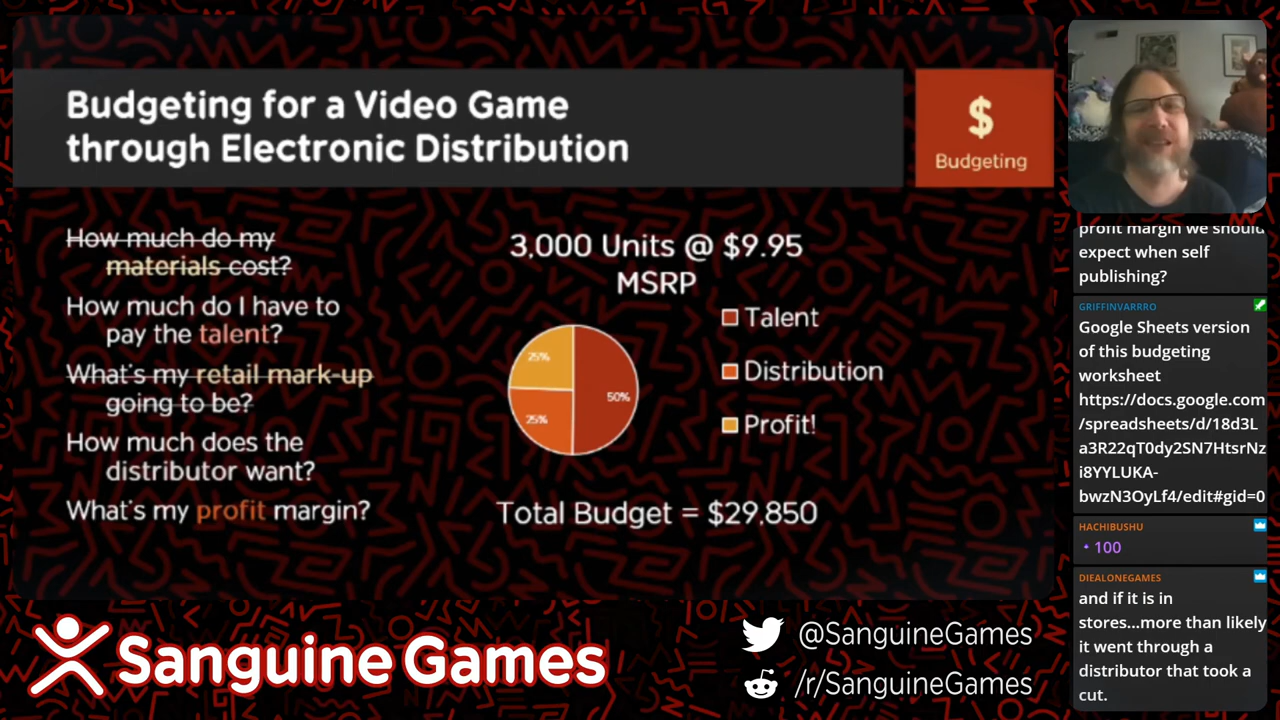 Budgeting for a Video Game
through Electronic Distribution
$
Budgeting
How much do my
materials cost?
How much do I have to
pay the talent?
What's my retail mark-up
going to be?
How much does the
distributor want?
What's my profit margin?
3,000 Units @ $9.95
MSRP
25%
50%
25%
Talent
Distribution
Profit!
Total Budget = $29,850
profit margin we should
expect when self
publishing?
GRIFFINVARRRO
Google Sheets version
of this budgeting
worksheet
https://docs.google.com
/spreadsheets/d/18d3L
a3R22qT0dy2SN7HtsrNz
i8YYLUKA-
bwzN3OyLf4/edit#gid=0
HACHIBUSHU
· 100
DIEALONEGAMES
and if it is in
stores...more than likely
it went through a
distributor that took a
cut.
Sanguine Games
@SanguineGames
/r/SanguineGames